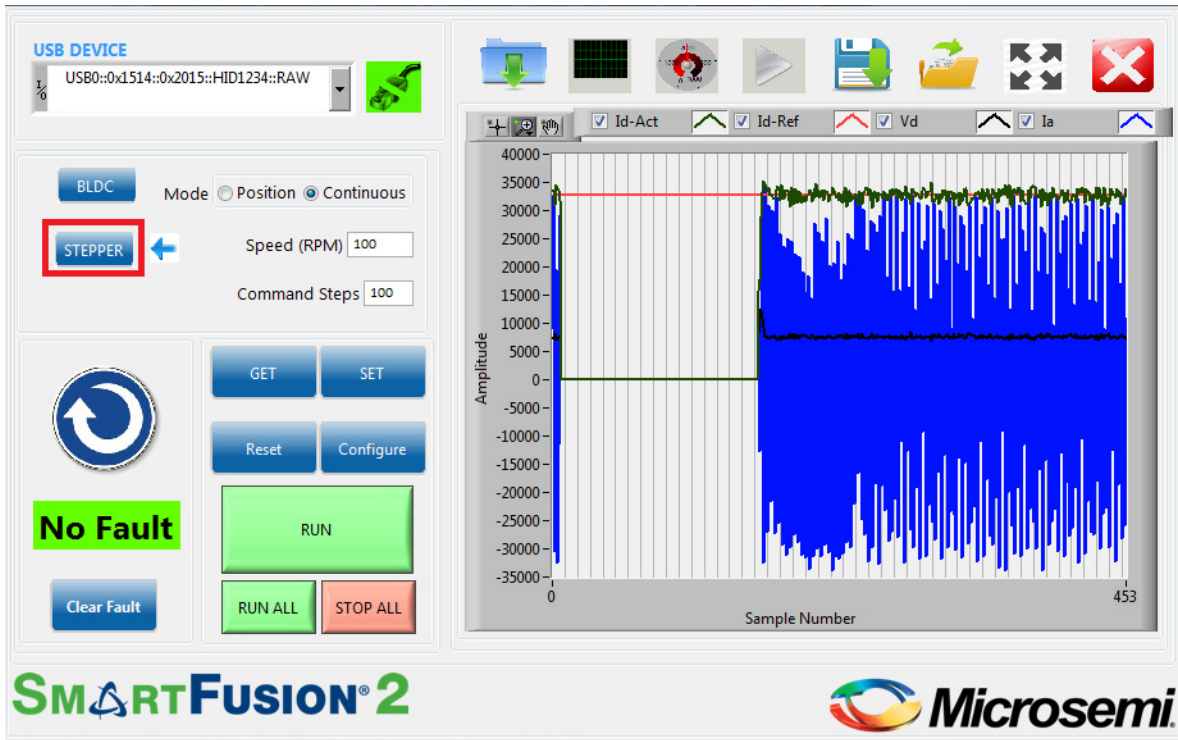 USB DEVICE
I/O
USB0::0x1514::0x2015::HID1234::RAW
BLDC
Mode Position Continuous
STEPPER
Speed (RPM) 100
Command Steps 100
GET SET
Reset Configure
No Fault
RUN
Clear Fault
RUN ALL STOP ALL
Id-Act Id-Ref Vd Ia
40000
35000
30000
25000
20000
15000
10000
5000
0
-5000
-10000
-15000
-20000
-25000
-30000
-35000
Amplitude
0 453
Sample Number
SMARTFUSION® 2
Microsemi.